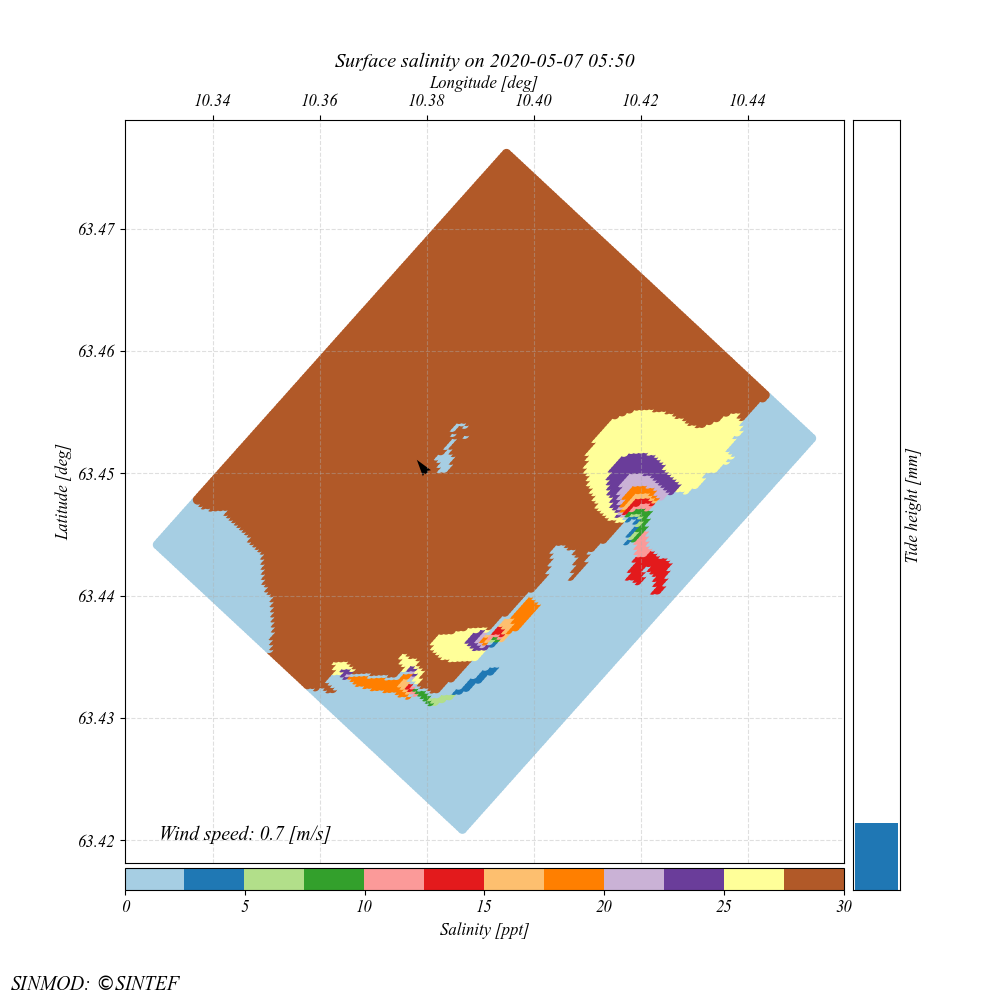 Surface salinity on 2020-05-07 05:50
Longitude [deg]
10.34 10.36 10.38 10.40 10.42 10.44
63.47
63.46
63.45
63.44
63.43
63.42
Latitude [deg]
Tide height [mm]
Wind speed: 0.7 [m/s]
0 5 10 15 20 25 30
Salinity [ppt]
SINMOD: ©SINTEF